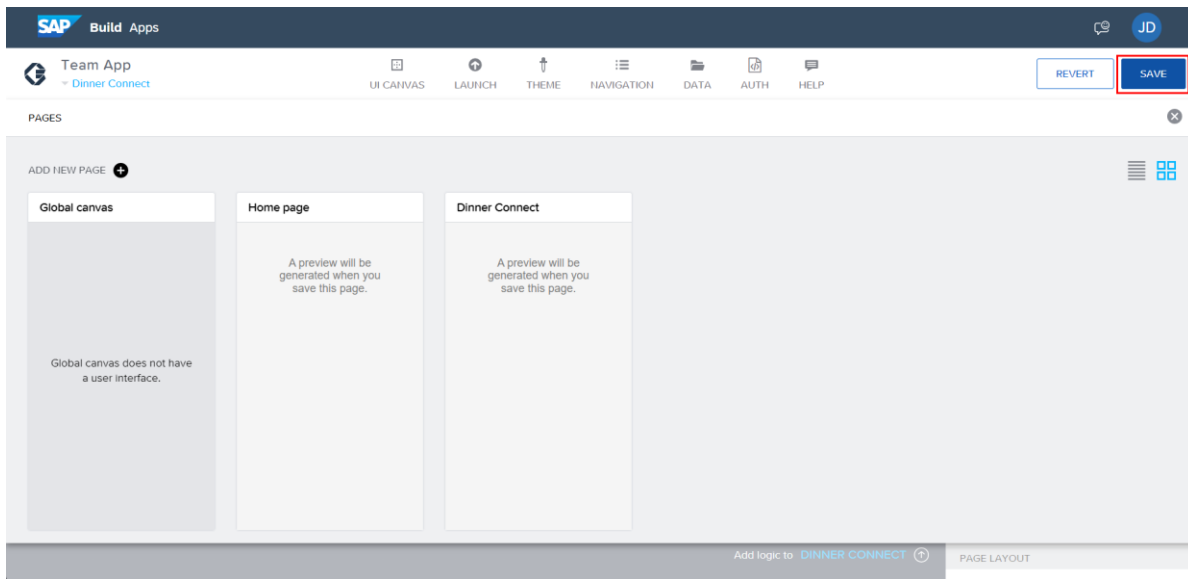 SAP Build Apps
JD
Team App
Dinner Connect
UI CANVAS
LAUNCH
THEME
NAVIGATION
DATA
AUTH
HELP
REVERT
SAVE
PAGES
ADD NEW PAGE
Global canvas
Global canvas does not have
a user interface.
Home page
A preview will be
generated when you
save this page.
Dinner Connect
A preview will be
generated when you
save this page.
Add logic to DINNER CONNECT
PAGE LAYOUT